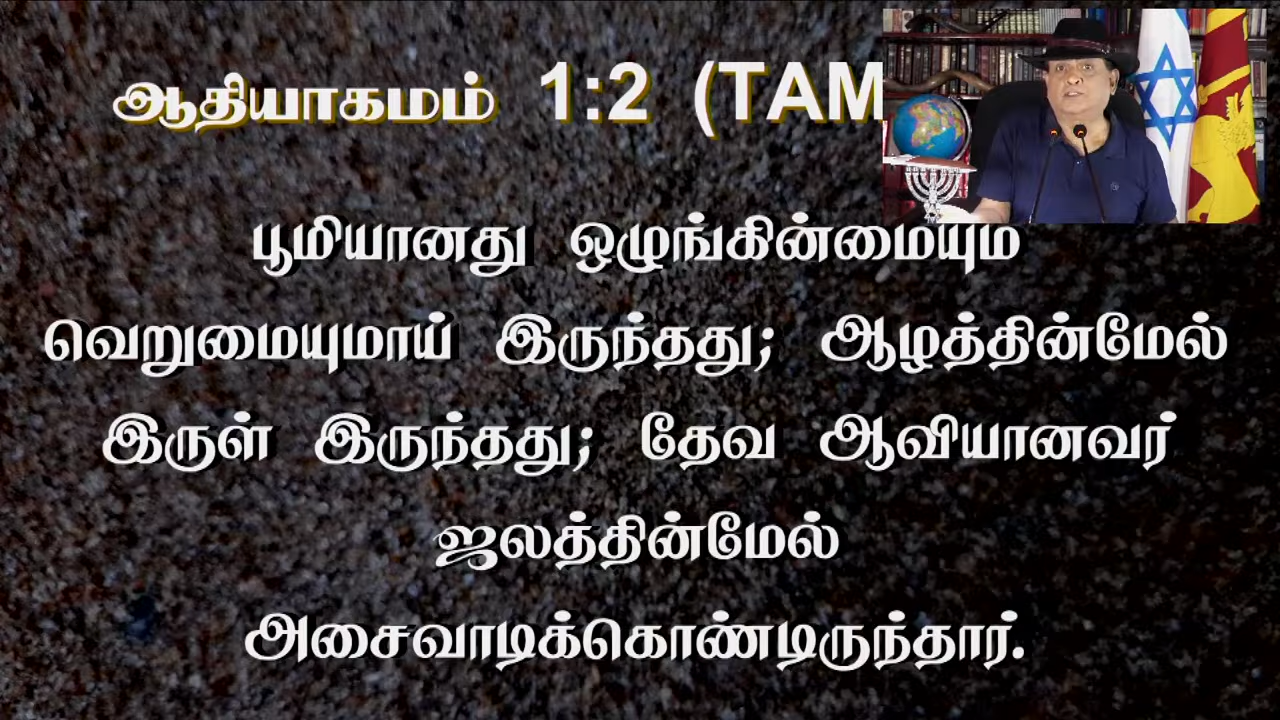 ஆதியாகமம் 1:2 (TAM
பூமியானது ஒழுங்கின்மையும்
வெறுமையுமாய் இருந்தது; ஆழத்தின்மேல்
இருள் இருந்தது; தேவ ஆவியானவர்
ஜலத்தின்மேல்
அசைவாடிக்கொண்டிருந்தார்.